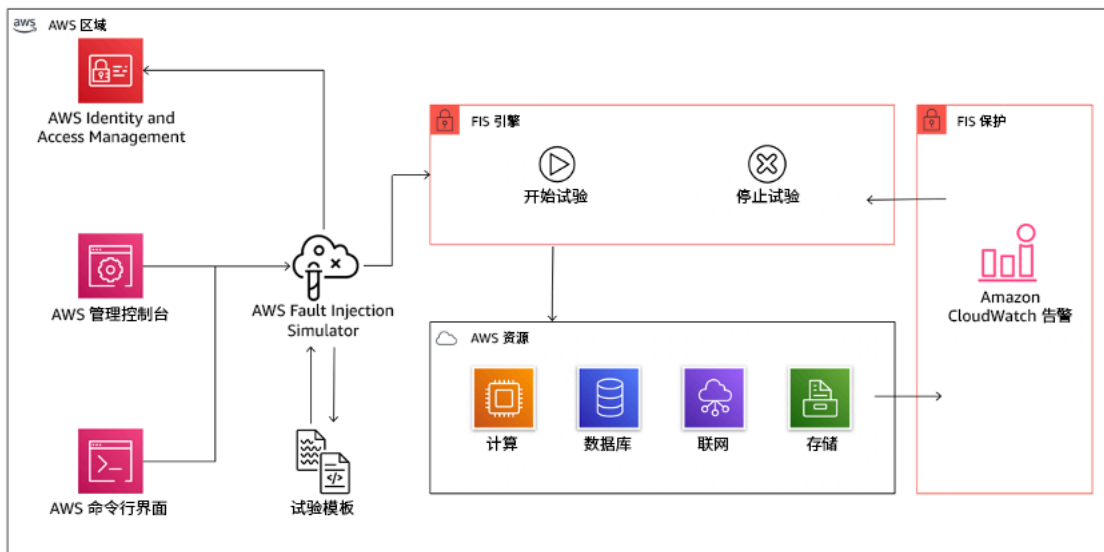 aws
AWS 区域
AWS Identity and
Access Management
FIS 引擎
FIS 保护
开始试验
停止试验
AWS 管理控制台
AWS Fault Injection
Simulator
Amazon
CloudWatch 告警
AWS 资源
计算
数据库
联网
存储
AWS 命令行界面
试验模板